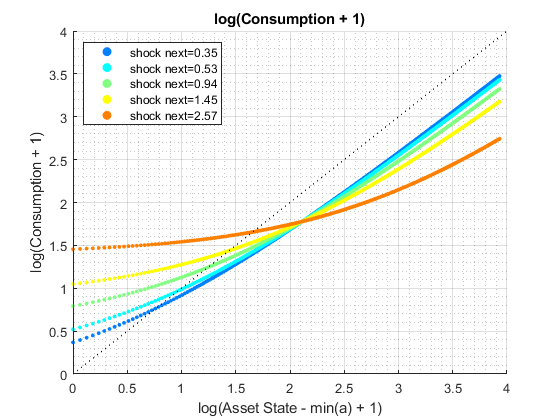 log(Consumption + 1)
4
3.5
3
2.5
2
1.5
1
0.5
0
log(Consumption + 1)
shock next=0.35
shock next=0.53
shock next=0.94
shock next=1.45
shock next=2.57
0 0.5 1 1.5 2 2.5 3 3.5 4
log(Asset State - min(a) + 1)